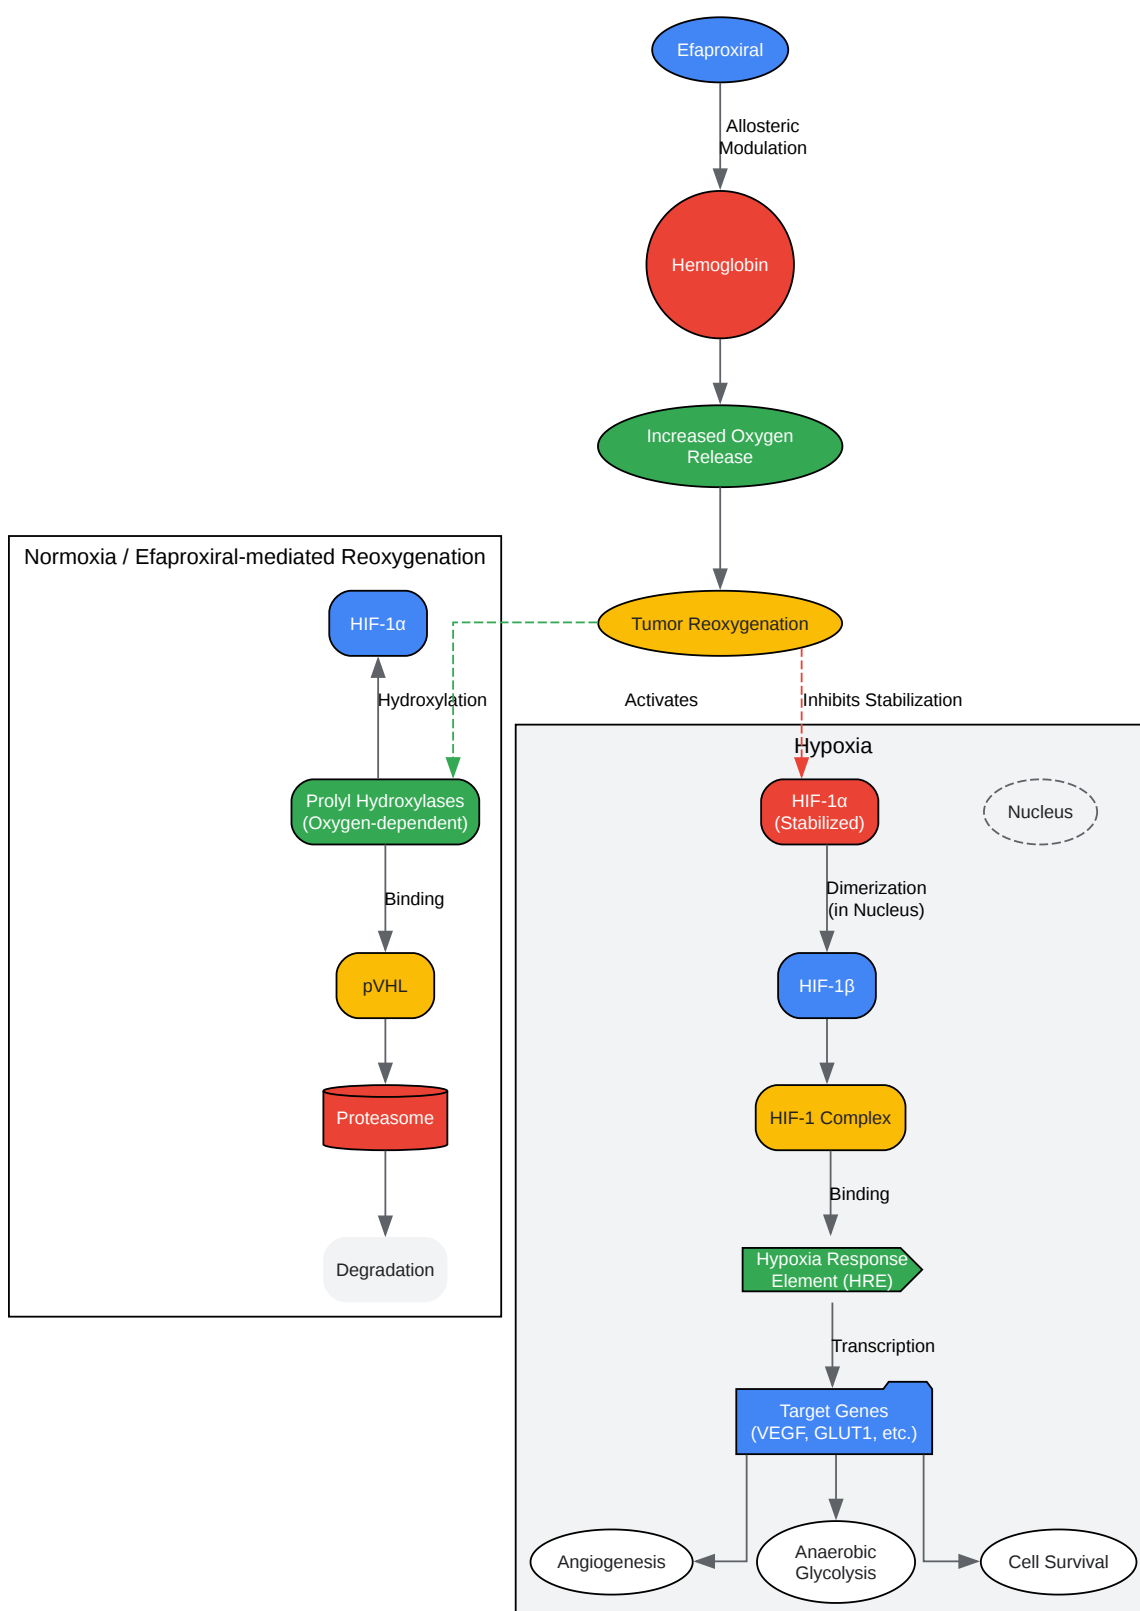 Efaproxiral
Allosteric
Modulation
Hemoglobin
Increased Oxygen
Release
Tumor Reoxygenation
Activates
Inhibits Stabilization
Normoxia / Efaproxiral-mediated Reoxygenation
HIF-1α
Hydroxylation
Prolyl Hydroxylases
(Oxygen-dependent)
Binding
pVHL
Proteasome
Degradation
Hypoxia
HIF-1α
(Stabilized)
Nucleus
Dimerization
(in Nucleus)
HIF-1β
HIF-1 Complex
Binding
Hypoxia Response
Element (HRE)
Transcription
Target Genes
(VEGF, GLUT1, etc.)
Angiogenesis
Anaerobic
Glycolysis
Cell Survival